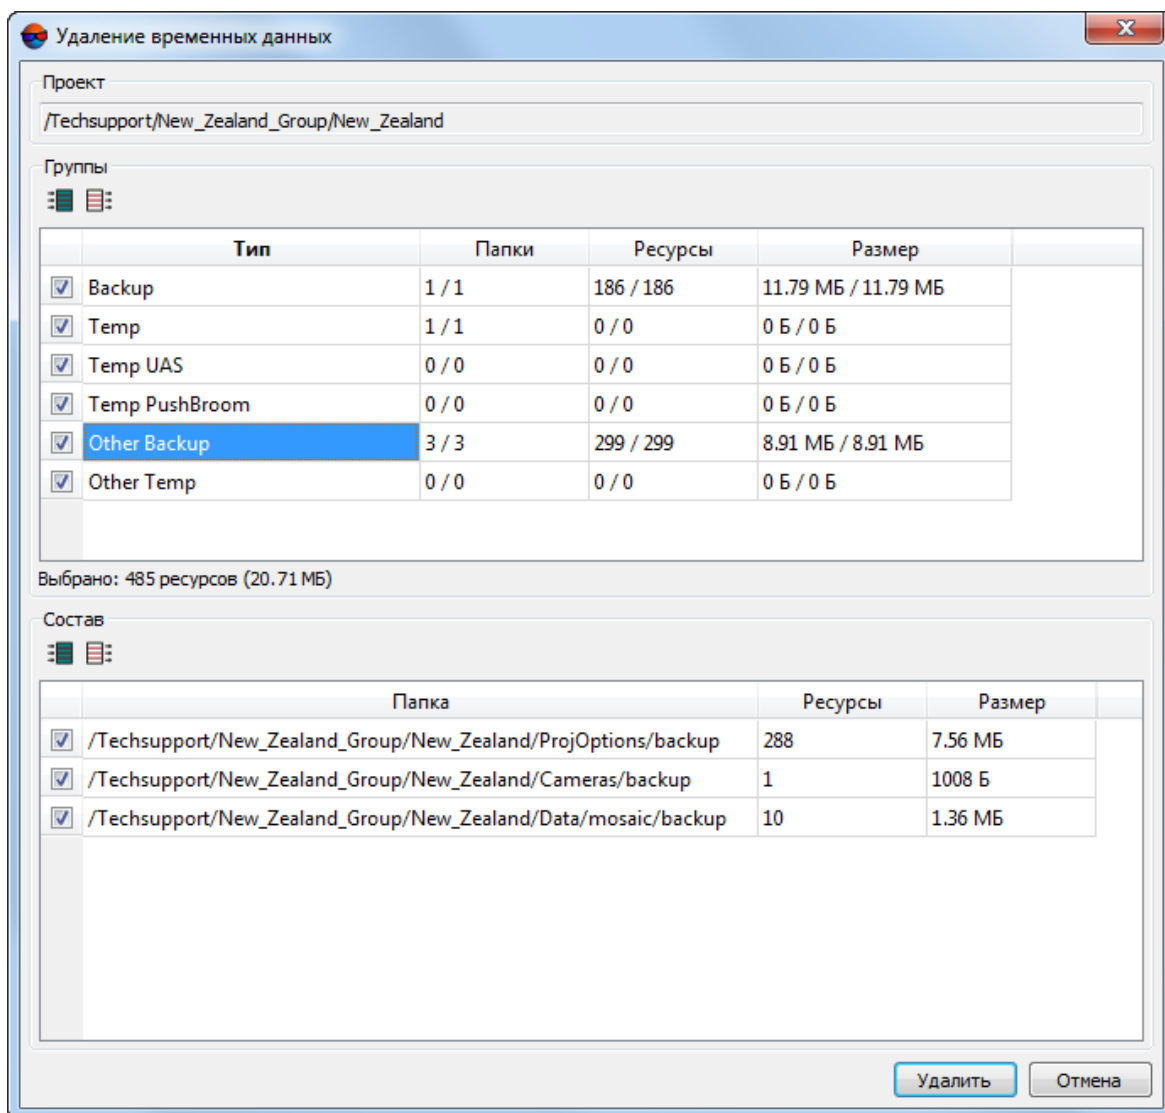 Удаление временных данных
Проект
/Techsupport/New_Zealand_Group/New_Zealand
Группы
Тип Папки Ресурсы Размер
Backup 1 / 1 186 / 186 11.79 МБ / 11.79 МБ
Temp 1 / 1 0 / 0 0 Б / 0 Б
Temp UAS 0 / 0 0 / 0 0 Б / 0 Б
Temp PushBroom 0 / 0 0 / 0 0 Б / 0 Б
Other Backup 3 / 3 299 / 299 8.91 МБ / 8.91 МБ
Other Temp 0 / 0 0 / 0 0 Б / 0 Б
Выбрано: 485 ресурсов (20.71 МБ)
Состав
Папка Ресурсы Размер
/Techsupport/New_Zealand_Group/New_Zealand/ProjOptions/backup 288 7.56 МБ
/Techsupport/New_Zealand_Group/New_Zealand/Cameras/backup 1 1008 Б
/Techsupport/New_Zealand_Group/New_Zealand/Data/mosaic/backup 10 1.36 МБ
Удалить Отмена